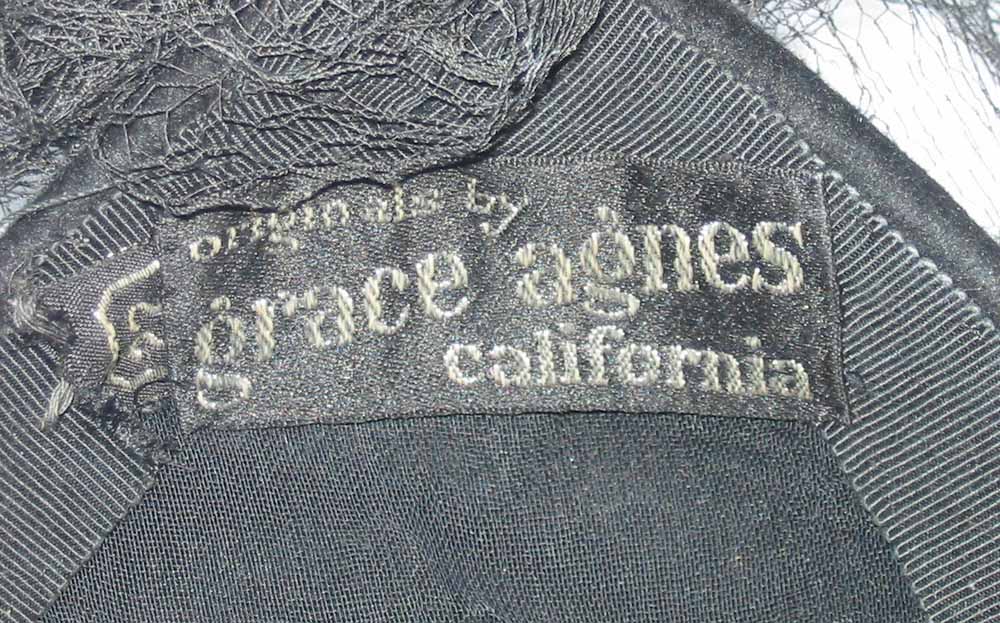 originals by
grace agnes
california